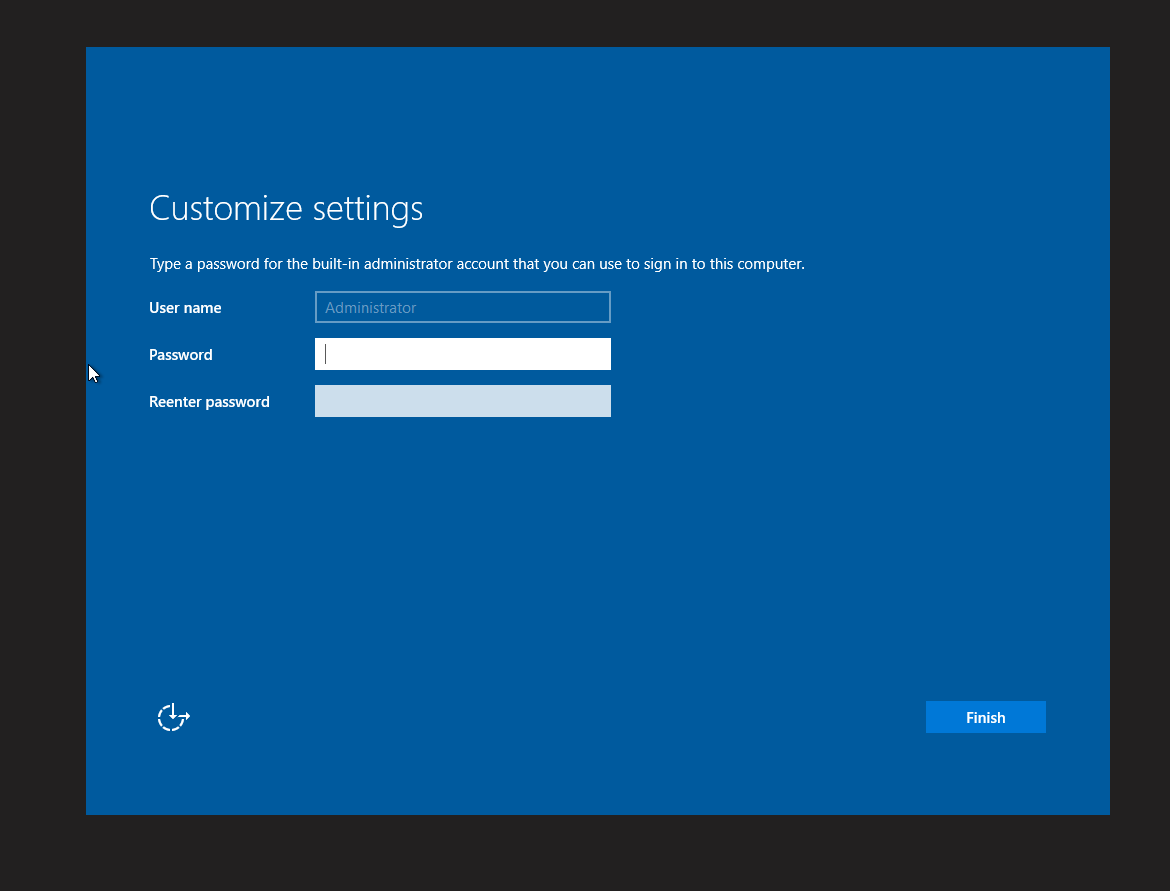 Customize settings
Type a password for the built-in administrator account that you can use to sign in to this computer.
User name
Administrator
Password
Reenter password
Finish